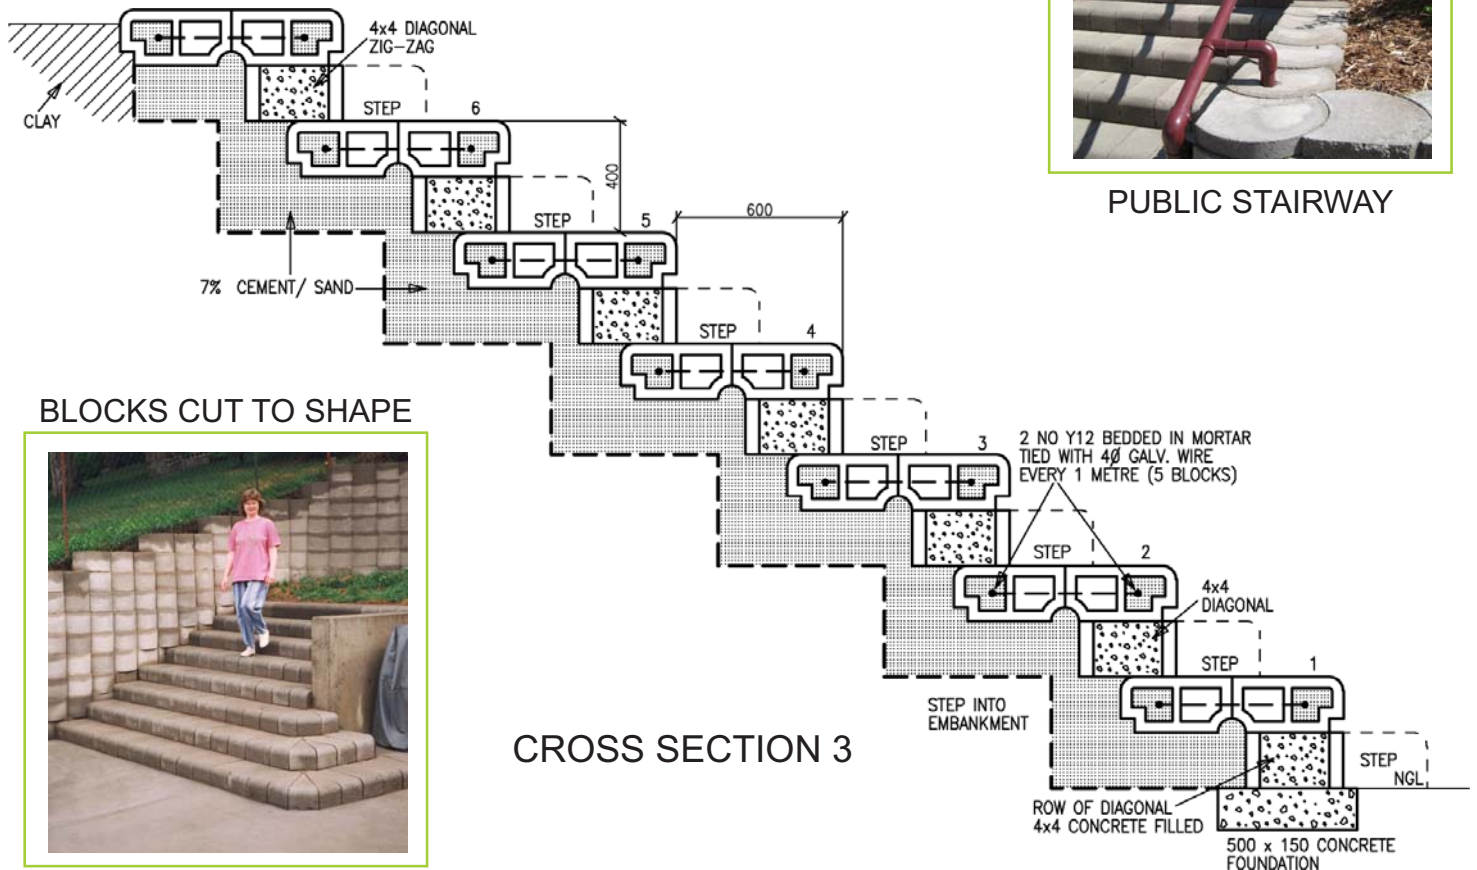 4x4 DIAGONAL
ZIG-ZAG
CLAY
STEP 6
400
STEP 5
600
PUBLIC STAIRWAY
7% CEMENT/ SAND
STEP 4
BLOCKS CUT TO SHAPE
STEP 3
2 NO Y12 BEDDED IN MORTAR
TIED WITH 4Ø GALV. WIRE
EVERY 1 METRE (5 BLOCKS)
STEP 2
4x4
DIAGONAL
STEP 1
STEP INTO
EMBANKMENT
CROSS SECTION 3
STEP
NGL
ROW OF DIAGONAL
4x4 CONCRETE FILLED
500 x 150 CONCRETE
FOUNDATION